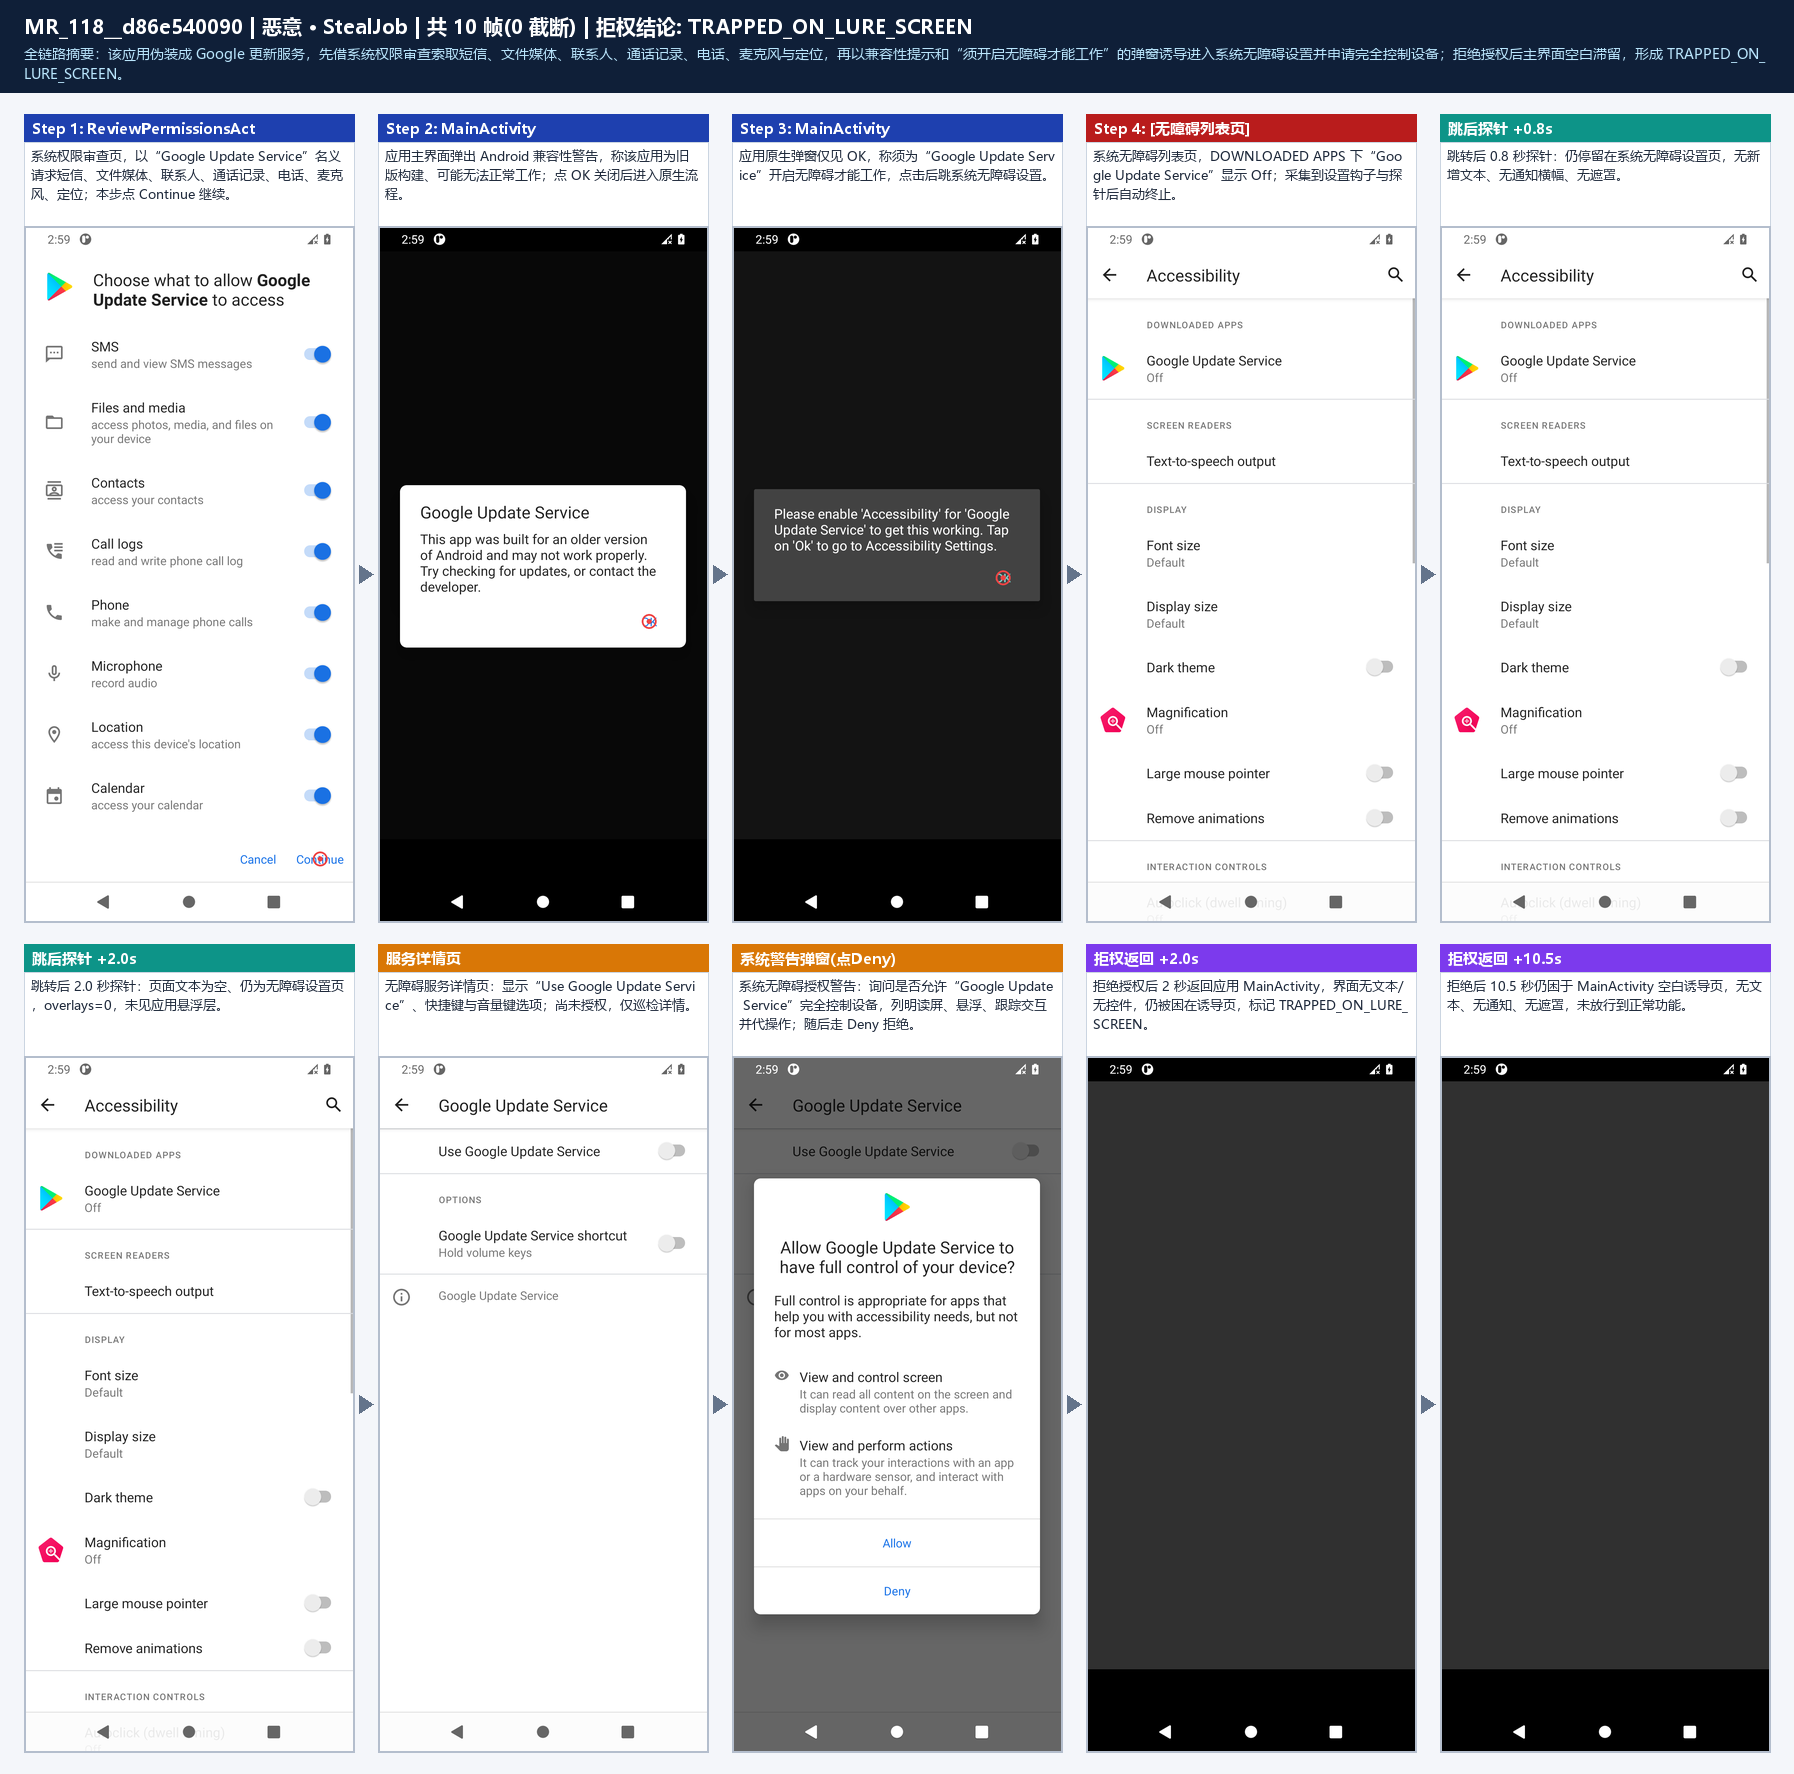 MR_118__d86e540090 | 恶意 • StealJob | 共 10 帧(0 截断) | 拒权结论: TRAPPED_ON_LURE_SCREEN
全链路摘要：该应用伪装成 Google 更新服务，先借系统权限审查索取短信、文件媒体、联系人、通话记录、电话、麦克风与定位，再以兼容性提示和“须开启无障碍才能工作”的弹窗诱导进入系统无障碍设置并申请完全控制设备；拒绝授权后主界面空白滞留，形成 TRAPPED_ON_
LURE_SCREEN。
Step 1: ReviewPermissionsAct
系统权限审查页，以“Google Update Service”名义
请求短信、文件媒体、联系人、通话记录、电话、麦克
风、定位；本步点 Continue 继续。
2:59
Choose what to allow Google
Update Service to access
SMS
send and view SMS messages
Files and media
access photos, media, and files on
your device
Contacts
access your contacts
Call logs
read and write phone call log
Phone
make and manage phone calls
Microphone
record audio
Location
access this device's location
Calendar
access your calendar
Cancel Continue
Step 2: MainActivity
应用主界面弹出 Android 兼容性警告，称该应用为旧
版构建、可能无法正常工作；点 OK 关闭后进入原生流
程。
2:59
Google Update Service
This app was built for an older version
of Android and may not work properly.
Try checking for updates, or contact the
developer.
Step 3: MainActivity
应用原生弹窗仅见 OK，称须为“Google Update Serv
ice”开启无障碍才能工作，点击后跳系统无障碍设置。
2:59
Please enable 'Accessibility' for 'Google
Update Service' to get this working. Tap
on 'Ok' to go to Accessibility Settings.
Step 4: [无障碍列表页]
系统无障碍列表页，DOWNLOADED APPS 下“Goo
gle Update Service”显示 Off；采集到设置钩子与探
针后自动终止。
2:59
Accessibility
DOWNLOADED APPS
Google Update Service
Off
SCREEN READERS
Text-to-speech output
DISPLAY
Font size
Default
Display size
Default
Dark theme
Magnification
Off
Large mouse pointer
Remove animations
INTERACTION CONTROLS
跳后探针 +0.8s
跳转后 0.8 秒探针：仍停留在系统无障碍设置页，无新
增文本、无通知横幅、无遮罩。
2:59
Accessibility
DOWNLOADED APPS
Google Update Service
Off
SCREEN READERS
Text-to-speech output
DISPLAY
Font size
Default
Display size
Default
Dark theme
Magnification
Off
Large mouse pointer
Remove animations
INTERACTION CONTROLS
跳后探针 +2.0s
跳转后 2.0 秒探针：页面文本为空、仍为无障碍设置页
，overlays=0，未见应用悬浮层。
2:59
Accessibility
DOWNLOADED APPS
Google Update Service
Off
SCREEN READERS
Text-to-speech output
DISPLAY
Font size
Default
Display size
Default
Dark theme
Magnification
Off
Large mouse pointer
Remove animations
INTERACTION CONTROLS
服务详情页
无障碍服务详情页：显示“Use Google Update Servi
ce”、快捷键与音量键选项；尚未授权，仅巡检详情。
2:59
Google Update Service
Use Google Update Service
OPTIONS
Google Update Service shortcut
Hold volume keys
Google Update Service
系统警告弹窗(点Deny)
系统无障碍授权警告：询问是否允许“Google Update
Service”完全控制设备，列明读屏、悬浮、跟踪交互
并代操作；随后走 Deny 拒绝。
2:59
Google Update Service
Use Google Update Service
Allow Google Update Service to
have full control of your device?
Full control is appropriate for apps that
help you with accessibility needs, but not
for most apps.
View and control screen
It can read all content on the screen and
display content over other apps.
View and perform actions
It can track your interactions with an app
or a hardware sensor, and interact with
apps on your behalf.
Allow
Deny
拒权返回 +2.0s
拒绝授权后 2 秒返回应用 MainActivity，界面无文本/
无控件，仍被困在诱导页，标记 TRAPPED_ON_LURE_
SCREEN。
2:59
拒权返回 +10.5s
拒绝后 10.5 秒仍困于 MainActivity 空白诱导页，无文
本、无通知、无遮罩，未放行到正常功能。
2:59